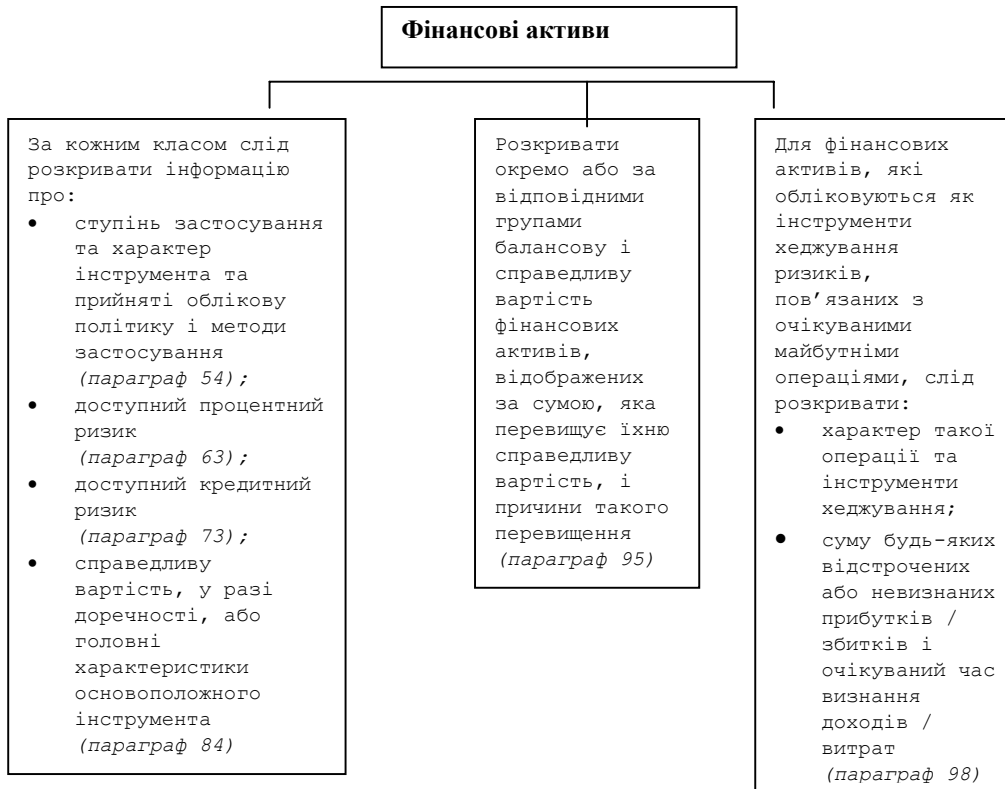 Фінансові активи
За кожним класом слід
розкривати інформацію
про:
• ступінь застосування
та характер
інструмента та
прийняті облікову
політику і методи
застосування
(параграф 54);
• доступний процентний
ризик
(параграф 63);
• доступний кредитний
ризик
(параграф 73);
• справедливу
вартість, у разі
доречності, або
головні
характеристики
основоположного
інструмента
(параграф 84)
Розкривати
окремо або за
відповідними
групами
балансову і
справедливу
вартість
фінансових
активів,
відображених
за сумою, яка
перевищує їхню
справедливу
вартість, і
причини такого
перевищення
(параграф 95)
Для фінансових
активів, які
обліковуються як
інструменти
хеджування
ризиків,
пов’язаних з
очікуваними
майбутніми
операціями, слід
розкривати:
• характер такої
операції та
інструменти
хеджування;
• суму будь-яких
відстрочених
або невизнаних
прибутків /
збитків і
очікуваний час
визнання
доходів /
витрат
(параграф 98)